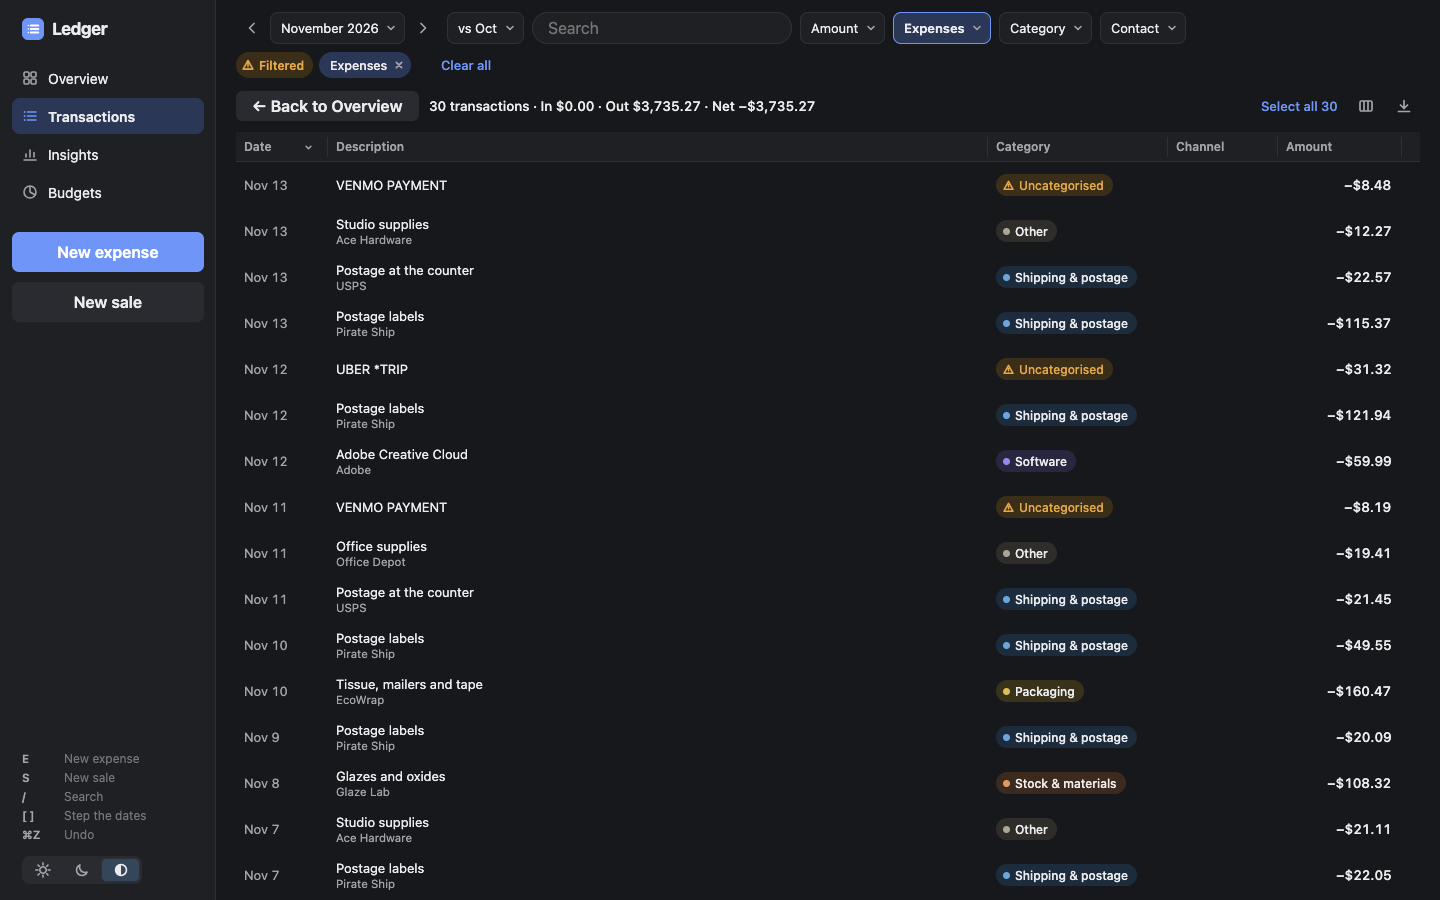 Ledger
Overview
Transactions
Insights
Budgets
New expense
New sale
E New expense
S New sale
/ Search
[ ] Step the dates
⌘Z Undo
November 2026
vs Oct
Search
Amount
Expenses
Category
Contact
Filtered
Expenses ×
Clear all
← Back to Overview
30 transactions · In $0.00 · Out $3,735.27 · Net −$3,735.27
Select all 30
Date Description Category Channel Amount
Nov 13 VENMO PAYMENT Uncategorised −$8.48
Nov 13 Studio supplies Other −$12.27
Ace Hardware
Nov 13 Postage at the counter Shipping & postage −$22.57
USPS
Nov 13 Postage labels Shipping & postage −$115.37
Pirate Ship
Nov 12 UBER *TRIP Uncategorised −$31.32
Nov 12 Postage labels Shipping & postage −$121.94
Pirate Ship
Nov 12 Adobe Creative Cloud Software −$59.99
Adobe
Nov 11 VENMO PAYMENT Uncategorised −$8.19
Nov 11 Office supplies Other −$19.41
Office Depot
Nov 11 Postage at the counter Shipping & postage −$21.45
USPS
Nov 10 Postage labels Shipping & postage −$49.55
Pirate Ship
Nov 10 Tissue, mailers and tape Packaging −$160.47
EcoWrap
Nov 9 Postage labels Shipping & postage −$20.09
Pirate Ship
Nov 8 Glazes and oxides Stock & materials −$108.32
Glaze Lab
Nov 7 Studio supplies Other −$21.11
Ace Hardware
Nov 7 Postage labels Shipping & postage −$22.05
Pirate Ship